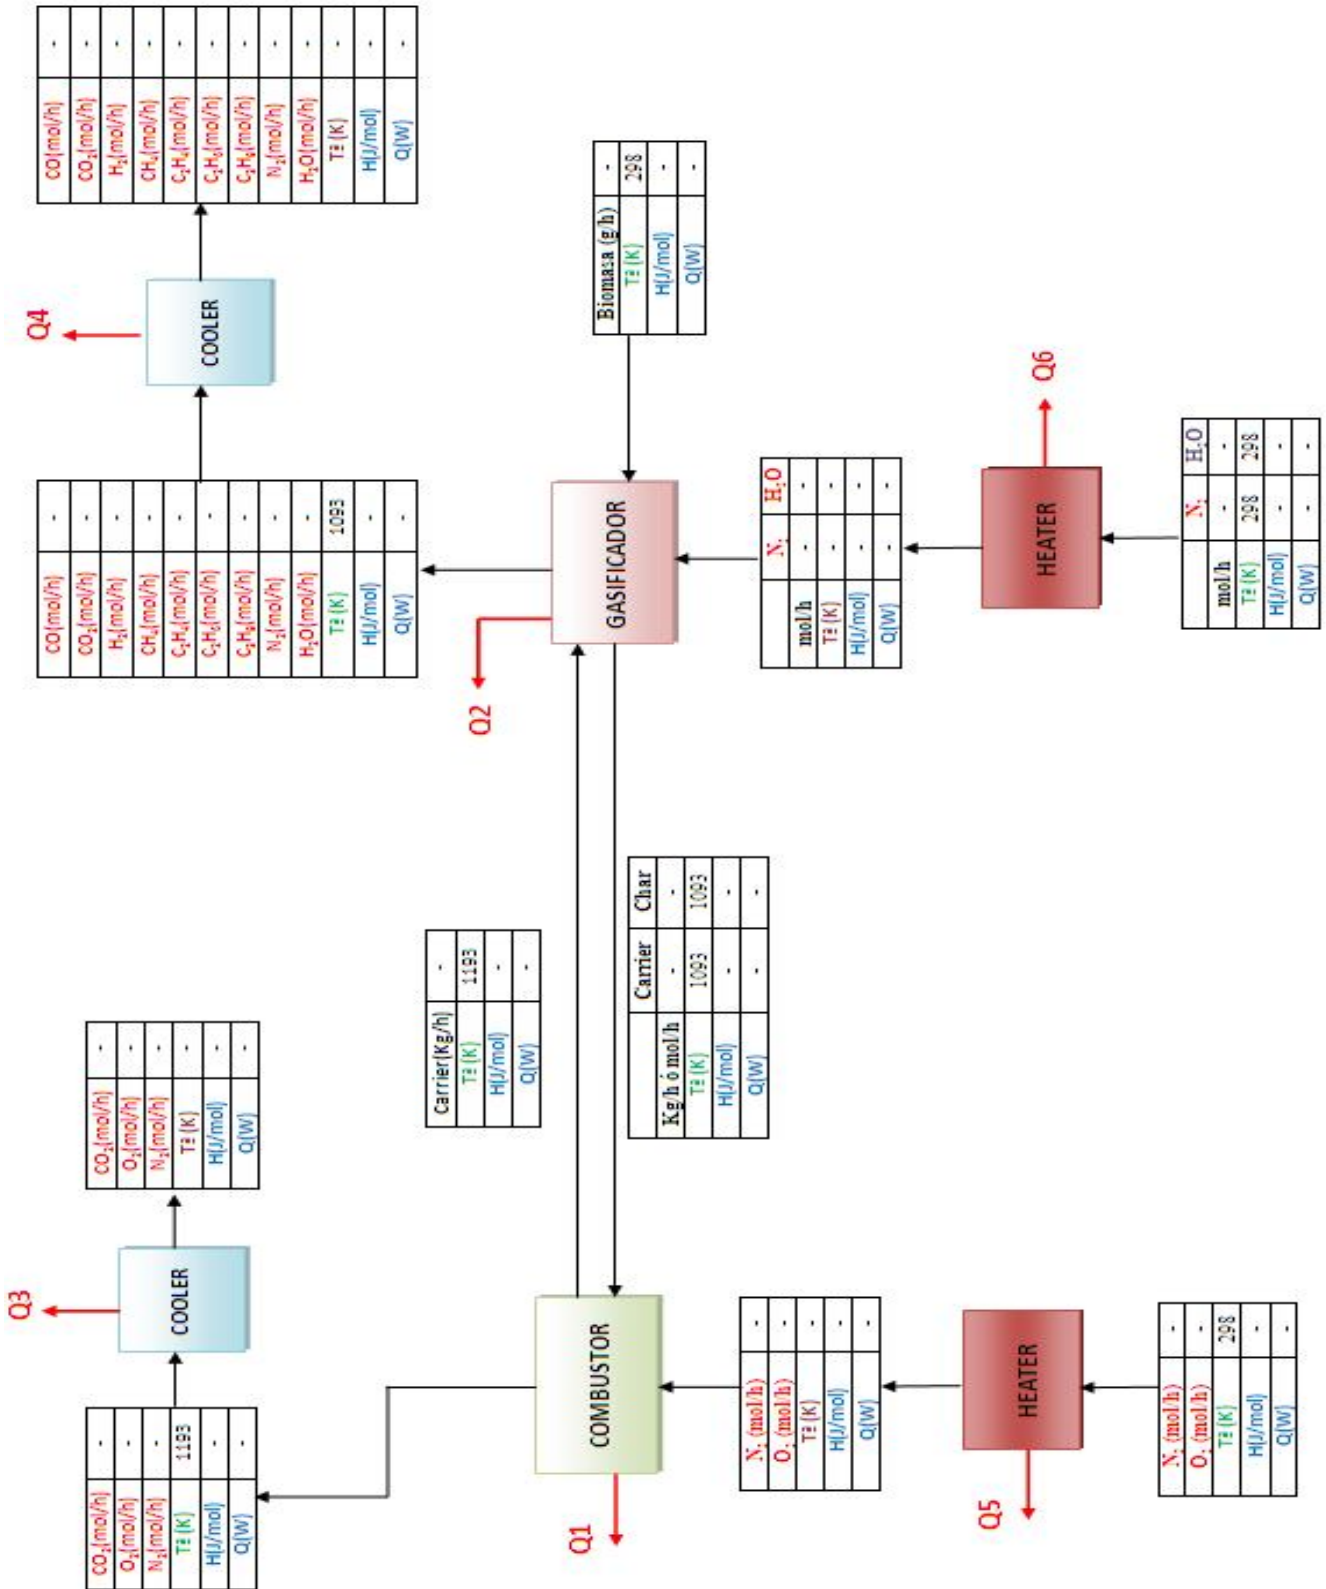 Q3
Q4
CO₂(mol/h) -
O₂(mol/h) -
N₂(mol/h) -
Tª (K) 1193
H(J/mol) -
Q(W) -
COOLER
CO₂(mol/h) -
O₂(mol/h) -
N₂(mol/h) -
Tª (K) -
H(J/mol) -
Q(W) -
CO(mol/h) -
CO₂(mol/h) -
H₂(mol/h) -
CH₄(mol/h) -
C₂H₄(mol/h) -
C₂H₆(mol/h) -
C₃H₈(mol/h) -
N₂(mol/h) -
H₂O(mol/h) -
Tª (K) 1093
H(J/mol) -
Q(W) -
COOLER
CO(mol/h) -
CO₂(mol/h) -
H₂(mol/h) -
CH₄(mol/h) -
C₂H₄(mol/h) -
C₂H₆(mol/h) -
C₃H₈(mol/h) -
N₂(mol/h) -
H₂O(mol/h) -
Tª (K) -
H(J/mol) -
Q(W) -
Carrier(Kg/h) -
Tª (K) 1193
H(J/mol) -
Q(W) -
Q2
Q1
COMBUSTOR
GASIFICADOR
Biomasa (g/h) -
Tª (K) 298
H(J/mol) -
Q(W) -
Carrier Char
Kg/h ó mol/h - -
Tª (K) 1093 1093
H(J/mol) - -
Q(W) - -
N₂ (mol/h) -
O₂ (mol/h) -
Tª (K) -
H(J/mol) -
Q(W) -
N₂ H₂O
mol/h - -
Tª (K) - -
H(J/mol) - -
Q(W) - -
Q5
HEATER
HEATER
Q6
N₂ (mol/h) -
O₂ (mol/h) -
Tª (K) 298
H(J/mol) -
Q(W) -
N₂ H₂O
mol/h - -
Tª (K) 298 298
H(J/mol) - -
Q(W) - -